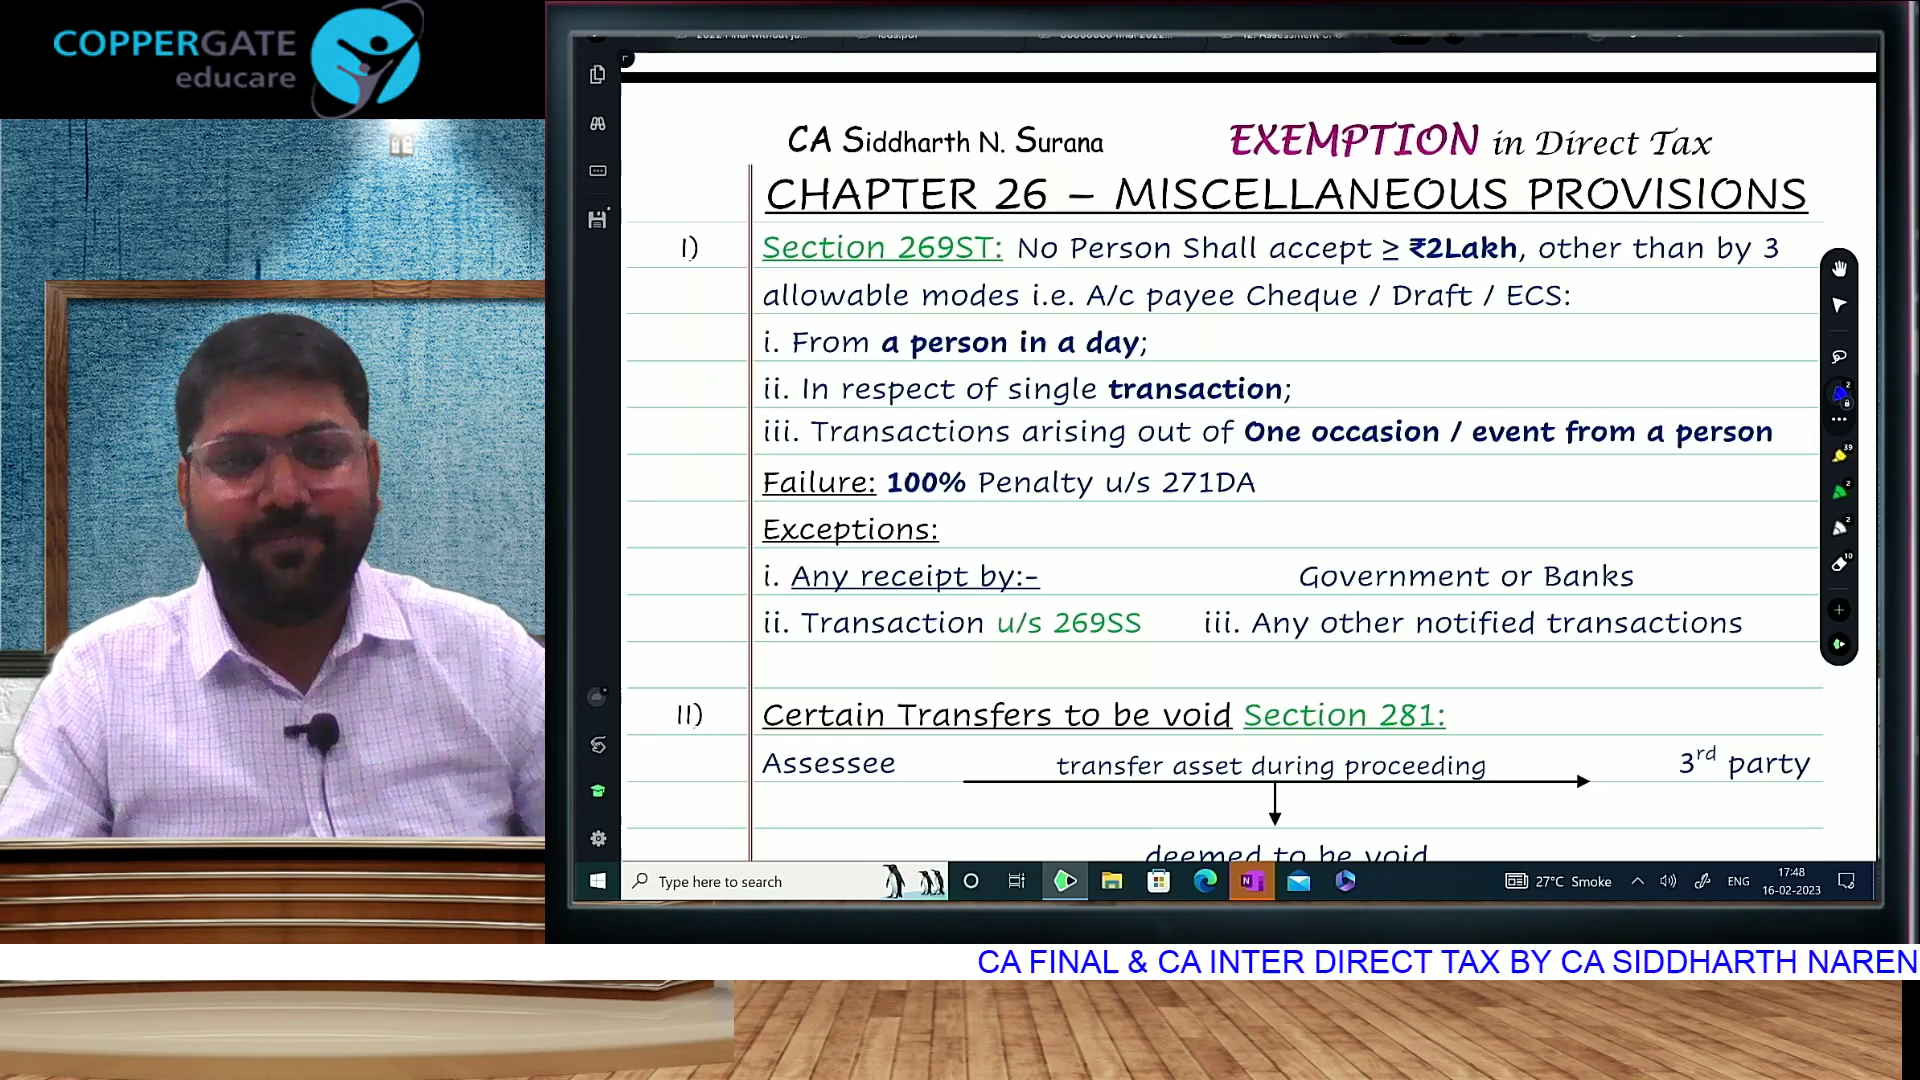 COPPERGATE
educare
CA Siddharth N. Surana
EXEMPTION in Direct Tax
CHAPTER 26 – MISCELLANEOUS PROVISIONS
I) Section 269ST: No Person Shall accept ≥ ₹2Lakh, other than by 3
allowable modes i.e. A/c payee Cheque / Draft / ECS:
i. From a person in a day;
ii. In respect of single transaction;
iii. Transactions arising out of One occasion / event from a person
Failure: 100% Penalty u/s 271DA
Exceptions:
i. Any receipt by:- Government or Banks
ii. Transaction u/s 269SS iii. Any other notified transactions
II) Certain Transfers to be void Section 281:
Assessee transfer asset during proceeding 3rd party
deemed to be void
Type here to search
27°C Smoke
ENG
17:48
16-02-2023
CA FINAL & CA INTER DIRECT TAX BY CA SIDDHARTH NAREN